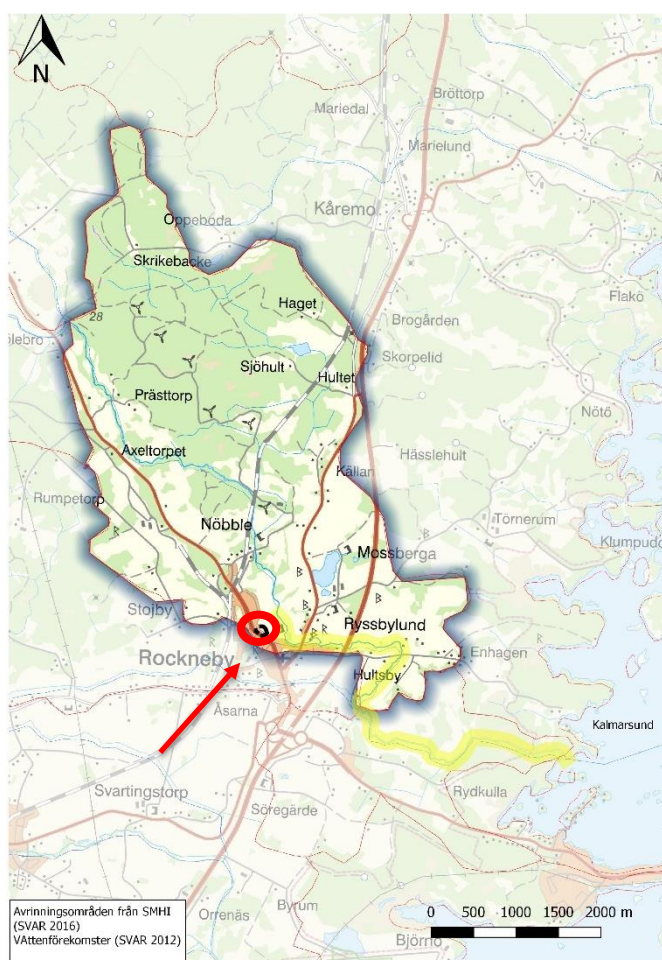 N
Bröttorp
Mariedal
Marielund
Kåremo
Öppeboda
Skrikebacke
Haget
Flakö
28
Brogården
Skorpelid
Sjöhult
Hultet
Prästtorp
Nötö
Axeltorpet
Hässlehult
Källan
Rumpetorp
Törnerum
Nöbble
Klumpudd
Mossberga
Stojby
Ryssbylund
Rockneby
Enhagen
Hultsby
Åsarna
Kalmarsund
Svartingstorp
Rydkulla
Söregärde
Avrinningsområden från SMHI
(SVAR 2016)
VAttenförekomster (SVAR 2012)
Byrum
Orrenäs
Björnö
0 500 1000 1500 2000 m